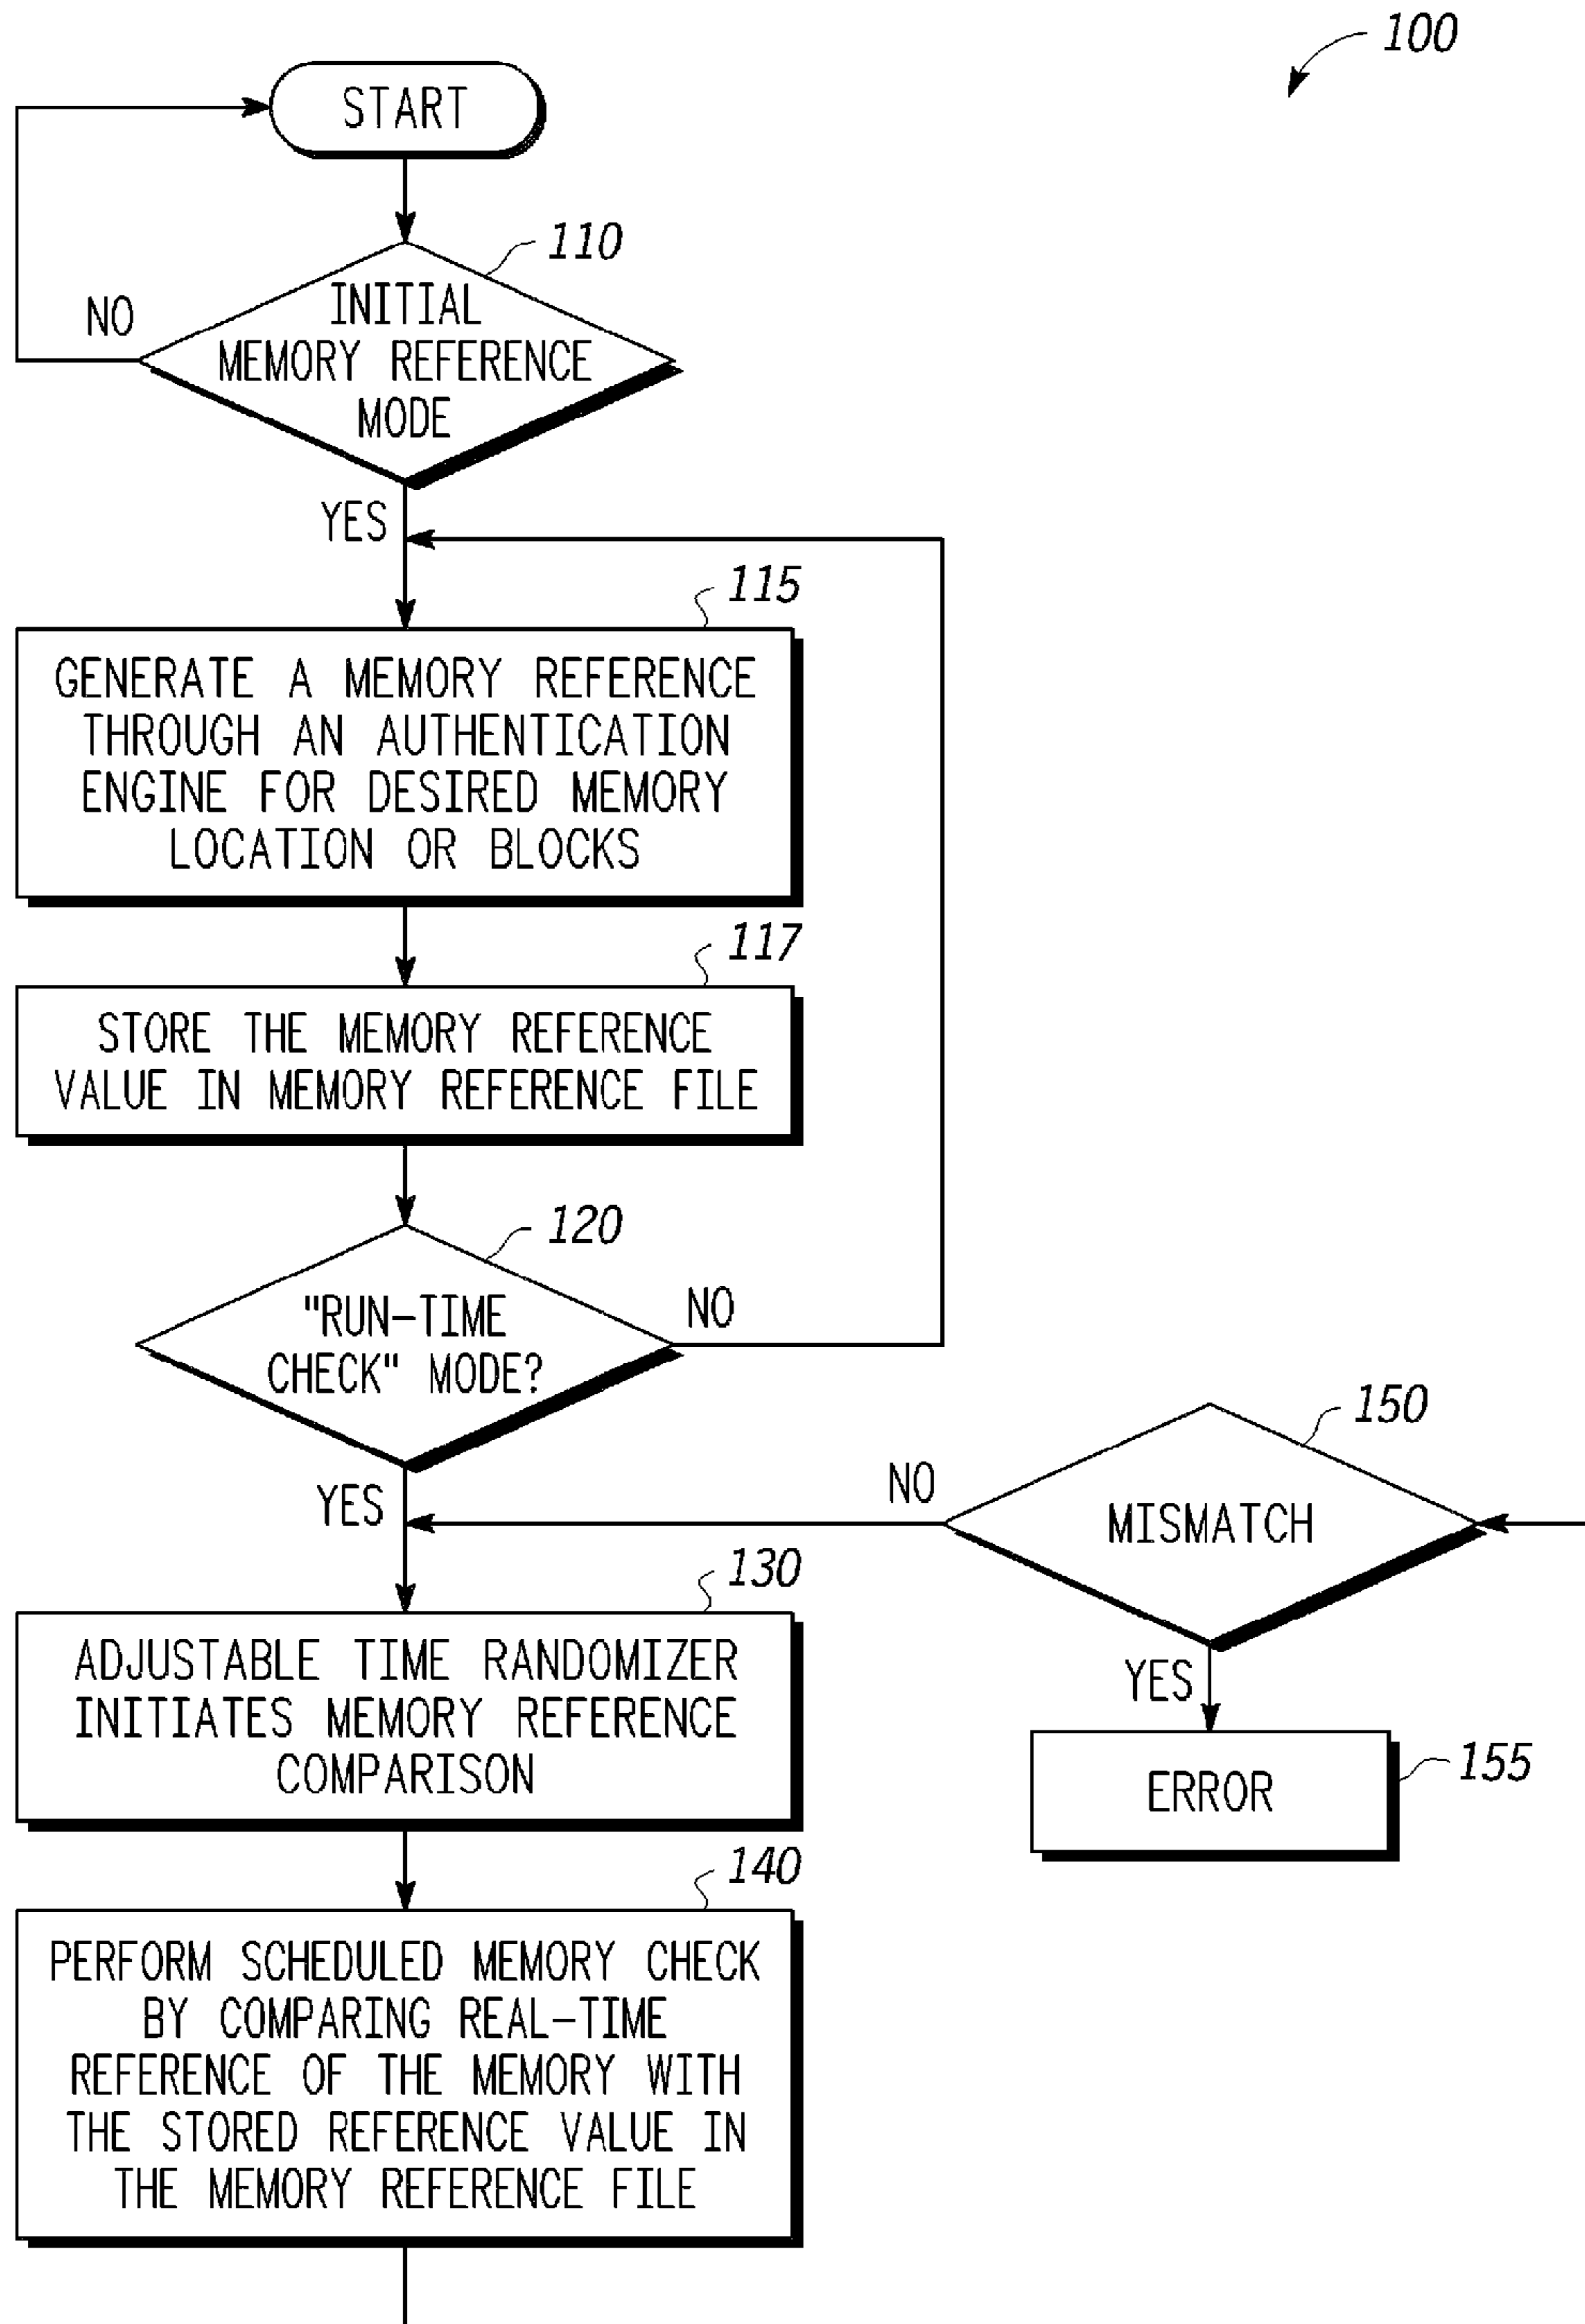 100
START
110
INITIAL
MEMORY REFERENCE
MODE
NO
YES
115
GENERATE A MEMORY REFERENCE
THROUGH AN AUTHENTICATION
ENGINE FOR DESIRED MEMORY
LOCATION OR BLOCKS
117
STORE THE MEMORY REFERENCE
VALUE IN MEMORY REFERENCE FILE
120
"RUN-TIME
CHECK" MODE?
NO
YES
150
MISMATCH
NO
YES
130
ADJUSTABLE TIME RANDOMIZER
INITIATES MEMORY REFERENCE
COMPARISON
155
ERROR
140
PERFORM SCHEDULED MEMORY CHECK
BY COMPARING REAL-TIME
REFERENCE OF THE MEMORY WITH
THE STORED REFERENCE VALUE IN
THE MEMORY REFERENCE FILE